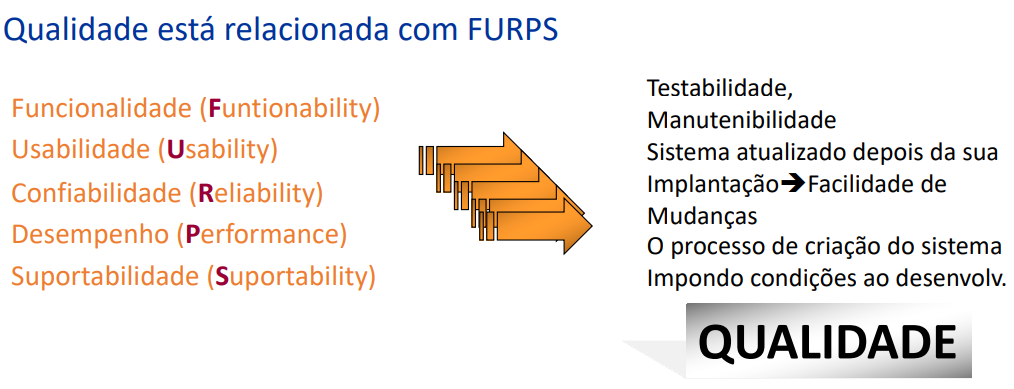 Qualidade está relacionada com FURPS
Funcionalidade (Funtionability)
Usabilidade (Usability)
Confiabilidade (Reliability)
Desempenho (Performance)
Suportabilidade (Suportability)
Testabilidade,
Manutenibilidade
Sistema atualizado depois da sua
Implantação➔Facilidade de
Mudanças
O processo de criação do sistema
Impondo condições ao desenvolv.
QUALIDADE